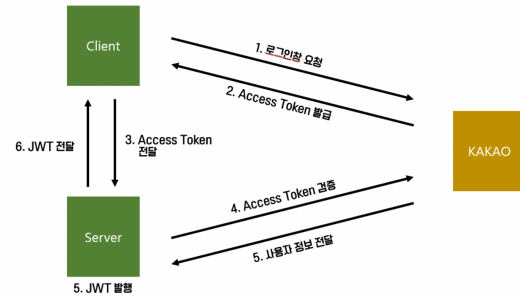 Client
1. 로그인창 요청
2. Access Token 발급
KAKAO
6. JWT 전달
3. Access Token
전달
4. Access Token 검증
Server
5. 사용자 정보 전달
5. JWT 발행